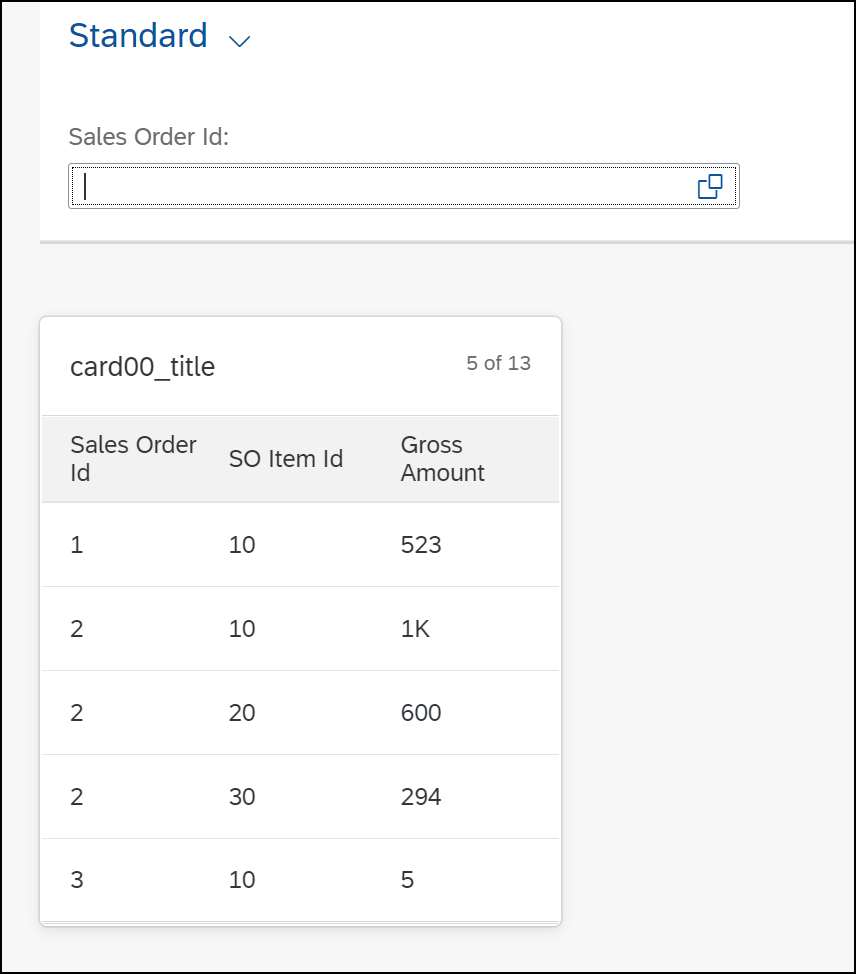 Standard
Sales Order Id:
card00_title 5 of 13
Sales Order
Id
SO Item Id
Gross
Amount
1 10 523
2 10 1K
2 20 600
2 30 294
3 10 5